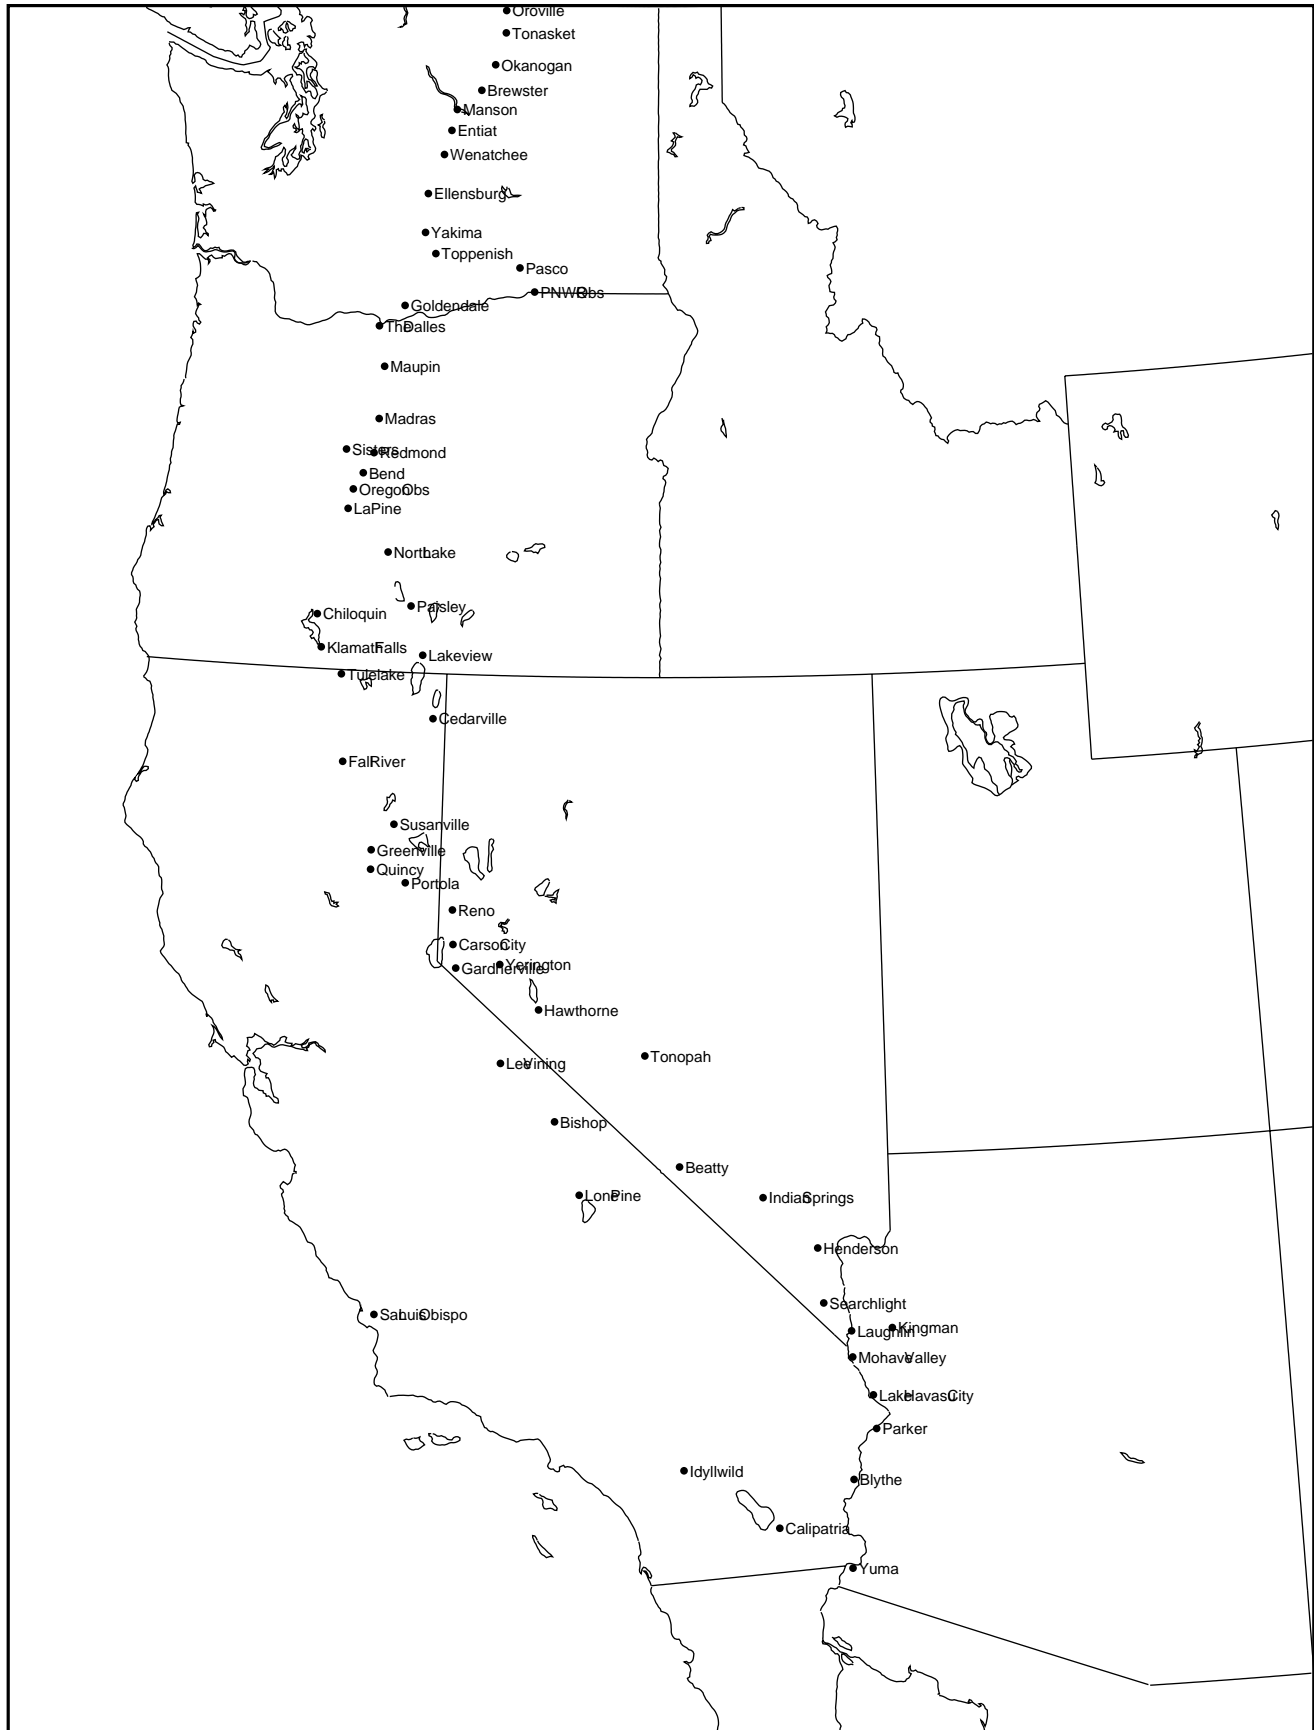 Oroville
Tonasket
Okanogan
Brewster
Manson
Entiat
Wenatchee
Ellensburg
Yakima
Toppenish
Pasco
PNWRObs
Goldendale
TheDalles
Maupin
Madras
Sisters
Redmond
Bend
OregonObs
LaPine
NorthLake
Paisley
Chiloquin
KlamathFalls
Lakeview
Tulelake
Cedarville
FallRiver
Susanville
Greenville
Quincy
Portola
Reno
CarsonCity
Yerington
Gardnerville
Hawthorne
Tonopah
LeeVining
Bishop
Beatty
LonePine
IndianSprings
Henderson
Searchlight
SanLuisObispo
Kingman
Laughlin
MohaveValley
LakeHavasuCity
Parker
Idyllwild
Blythe
Calipatria
Yuma